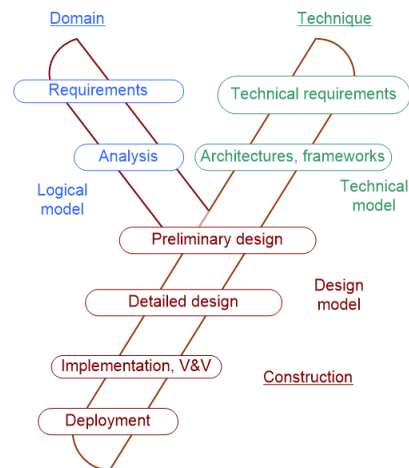 Domain
Technique
Requirements
Technical requirements
Analysis
Architectures, frameworks
Logical
model
Technical
model
Preliminary design
Detailed design
Design
model
Implementation, V&V
Construction
Deployment